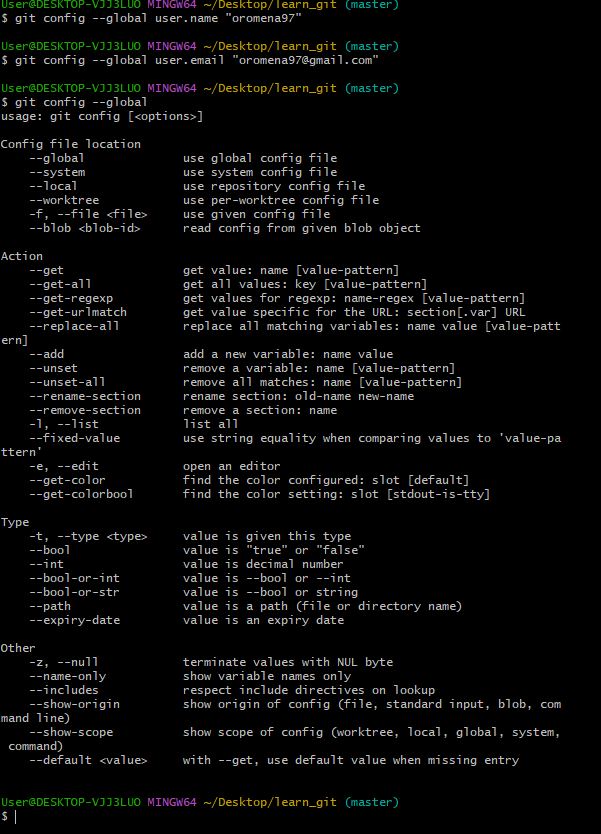 User@DESKTOP-VJJ3LUO MINGW64 ~/Desktop/learn_git (master)
$ git config --global user.name "oromena97"
User@DESKTOP-VJJ3LUO MINGW64 ~/Desktop/learn_git (master)
$ git config --global user.email "oromena97@gmail.com"
User@DESKTOP-VJJ3LUO MINGW64 ~/Desktop/learn_git (master)
$ git config --global
usage: git config [<options>]
Config file location
    --global              use global config file
    --system              use system config file
    --local               use repository config file
    --worktree            use per-worktree config file
    -f, --file <file>     use given config file
    --blob <blob-id>      read config from given blob object
Action
    --get                 get value: name [value-pattern]
    --get-all             get all values: key [value-pattern]
    --get-regexp          get values for regexp: name-regex [value-pattern]
    --get-urlmatch        get value specific for the URL: section[.var] URL
    --replace-all         replace all matching variables: name value [value-patt
ern]
    --add                 add a new variable: name value
    --unset               remove a variable: name [value-pattern]
    --unset-all           remove all matches: name [value-pattern]
    --rename-section      rename section: old-name new-name
    --remove-section      remove a section: name
    -l, --list            list all
    --fixed-value         use string equality when comparing values to 'value-pa
ttern'
    -e, --edit            open an editor
    --get-color           find the color configured: slot [default]
    --get-colorbool       find the color setting: slot [stdout-is-tty]
Type
    -t, --type <type>     value is given this type
    --bool                value is "true" or "false"
    --int                 value is decimal number
    --bool-or-int         value is --bool or --int
    --bool-or-str         value is --bool or string
    --path                value is a path (file or directory name)
    --expiry-date         value is an expiry date
Other
    -z, --null            terminate values with NUL byte
    --name-only           show variable names only
    --includes            respect include directives on lookup
    --show-origin         show origin of config (file, standard input, blob, com
mand line)
    --show-scope          show scope of config (worktree, local, global, system,
 command)
    --default <value>     with --get, use default value when missing entry
User@DESKTOP-VJJ3LUO MINGW64 ~/Desktop/learn_git (master)
$